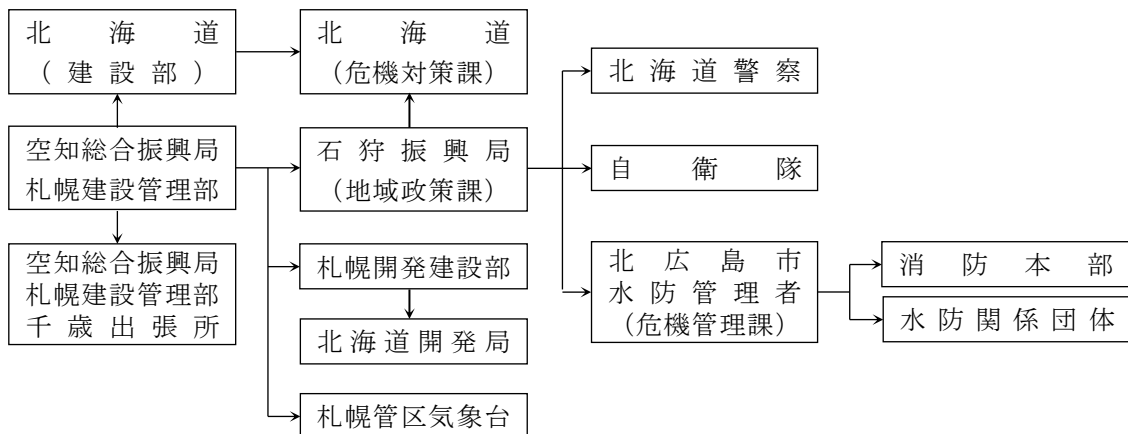 北海道
(建設部)
北海道
(危機対策課)
北海道警察
空知総合振興局
札幌建設管理部
石狩振興局
(地域政策課)
自衛隊
空知総合振興局
札幌建設管理部
千歳出張所
札幌開発建設部
北海道開発局
札幌管区気象台
北広島市
水防管理者
(危機管理課)
消防本部
水防関係団体